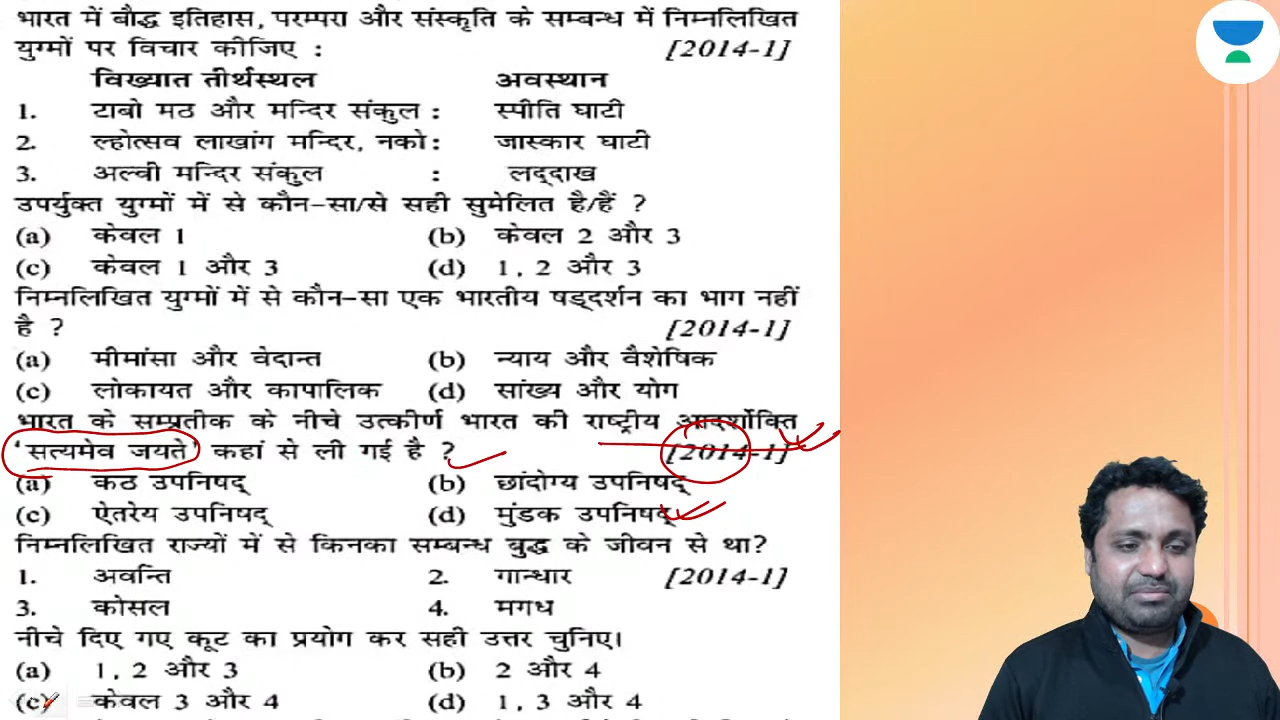 भारत में बौद्ध इतिहास, परम्परा और संस्कृति के सम्बन्ध में निम्नलिखित
युग्मों पर विचार कीजिए : [2014-1]
विख्यात तीर्थस्थल अवस्थान
1. टाबो मठ और मन्दिर संकुल : स्पीति घाटी
2. ल्होत्सव लाखांग मन्दिर, नको : जास्कार घाटी
3. अल्ची मन्दिर संकुल : लद्दाख
उपर्युक्त युग्मों में से कौन-सा/से सही सुमेलित है/हैं ?
(a) केवल 1 (b) केवल 2 और 3
(c) केवल 1 और 3 (d) 1, 2 और 3
निम्नलिखित युग्मों में से कौन-सा एक भारतीय षड्दर्शन का भाग नहीं
है ? [2014-1]
(a) मीमांसा और वेदान्त (b) न्याय और वैशेषिक
(c) लोकायत और कापालिक (d) सांख्य और योग
भारत के सम्प्रतीक के नीचे उत्कीर्ण भारत की राष्ट्रीय आदर्शोक्ति
'सत्यमेव जयते' कहां से ली गई है ? [2014-1]
(a) कठ उपनिषद् (b) छांदोग्य उपनिषद्
(c) ऐतरेय उपनिषद् (d) मुंडक उपनिषद्
निम्नलिखित राज्यों में से किनका सम्बन्ध बुद्ध के जीवन से था?
1. अवन्ति 2. गान्धार [2014-1]
3. कोसल 4. मगध
नीचे दिए गए कूट का प्रयोग कर सही उत्तर चुनिए।
(a) 1, 2 और 3 (b) 2 और 4
(c) केवल 3 और 4 (d) 1, 3 और 4